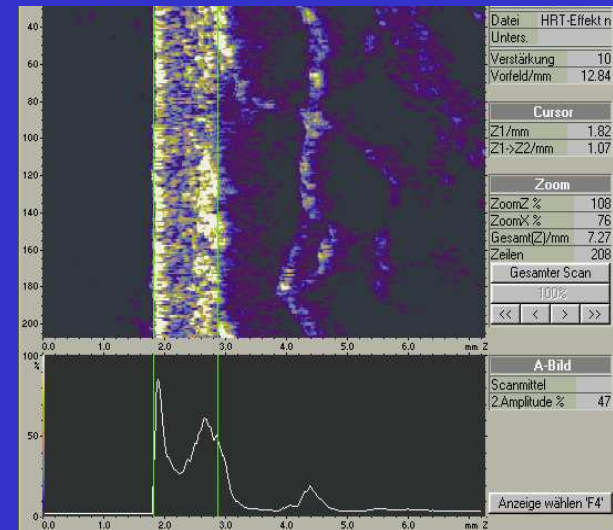 40
60
80
100
120
140
160
180
200
0.0 1.0 2.0 3.0 4.0 5.0 6.0 mm Z
100
%
50
0
0.0 1.0 2.0 3.0 4.0 5.0 6.0 mm Z
Datei HRT-Effekt n
Unters.
Verstärkung 10
Vorfeld/mm 12.84
Cursor
Z1/mm 1.82
Z1->Z2/mm 1.07
Zoom
ZoomZ % 108
ZoomX % 76
Gesamt(Z)/mm 7.27
Zeilen 208
Gesamter Scan
100%
<< < > >>
A-Bild
Scanmittel
2.Amplitude % 47
Anzeige wählen 'F4'